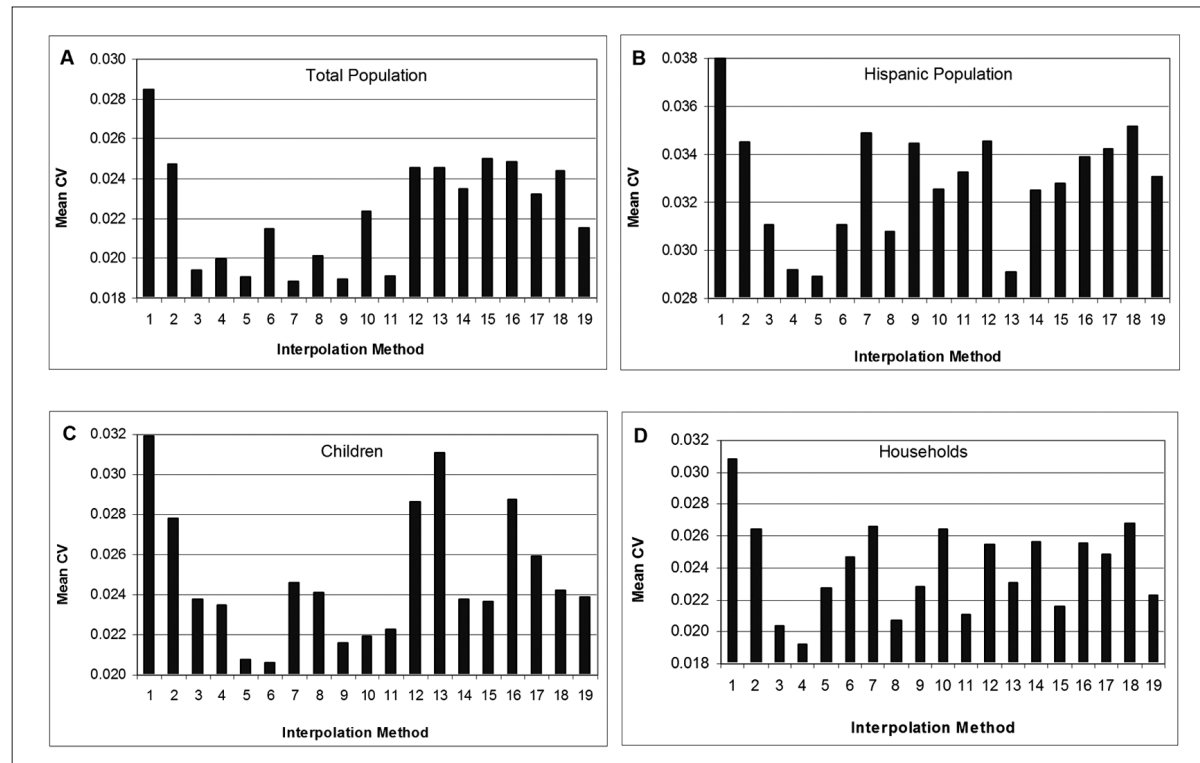 A
Total Population
0.030
0.028
0.026
0.024
0.022
0.020
0.018
Mean CV
1 2 3 4 5 6 7 8 9 10 11 12 13 14 15 16 17 18 19
Interpolation Method
B
Hispanic Population
0.038
0.036
0.034
0.032
0.030
0.028
Mean CV
1 2 3 4 5 6 7 8 9 10 11 12 13 14 15 16 17 18 19
Interpolation Method
C
Children
0.032
0.030
0.028
0.026
0.024
0.022
0.020
Mean CV
1 2 3 4 5 6 7 8 9 10 11 12 13 14 15 16 17 18 19
Interpolation Method
D
Households
0.032
0.030
0.028
0.026
0.024
0.022
0.020
0.018
Mean CV
1 2 3 4 5 6 7 8 9 10 11 12 13 14 15 16 17 18 19
Interpolation Method